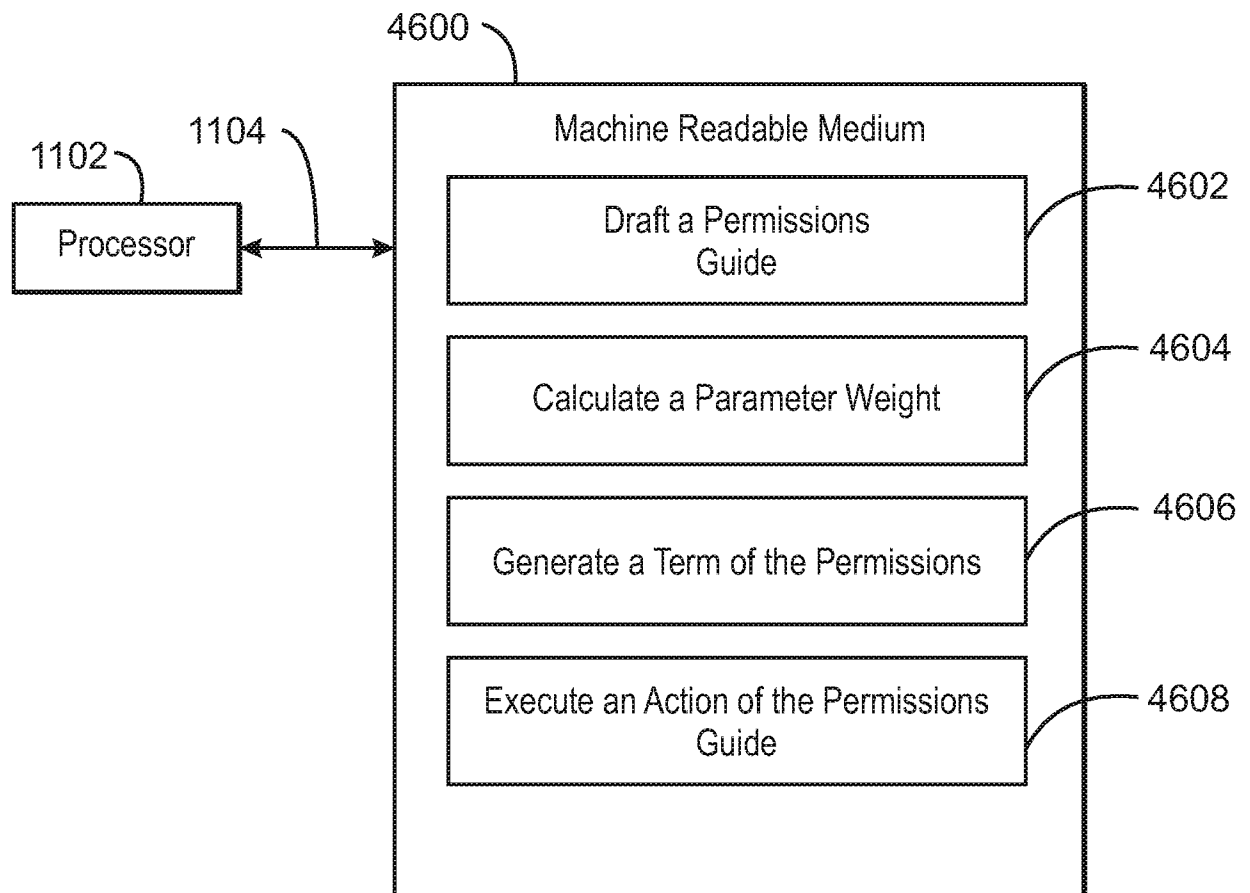 4600
1104
1102
Machine Readable Medium
Processor
Draft a Permissions
Guide
4602
Calculate a Parameter Weight
4604
Generate a Term of the Permissions
4606
Execute an Action of the Permissions
Guide
4608